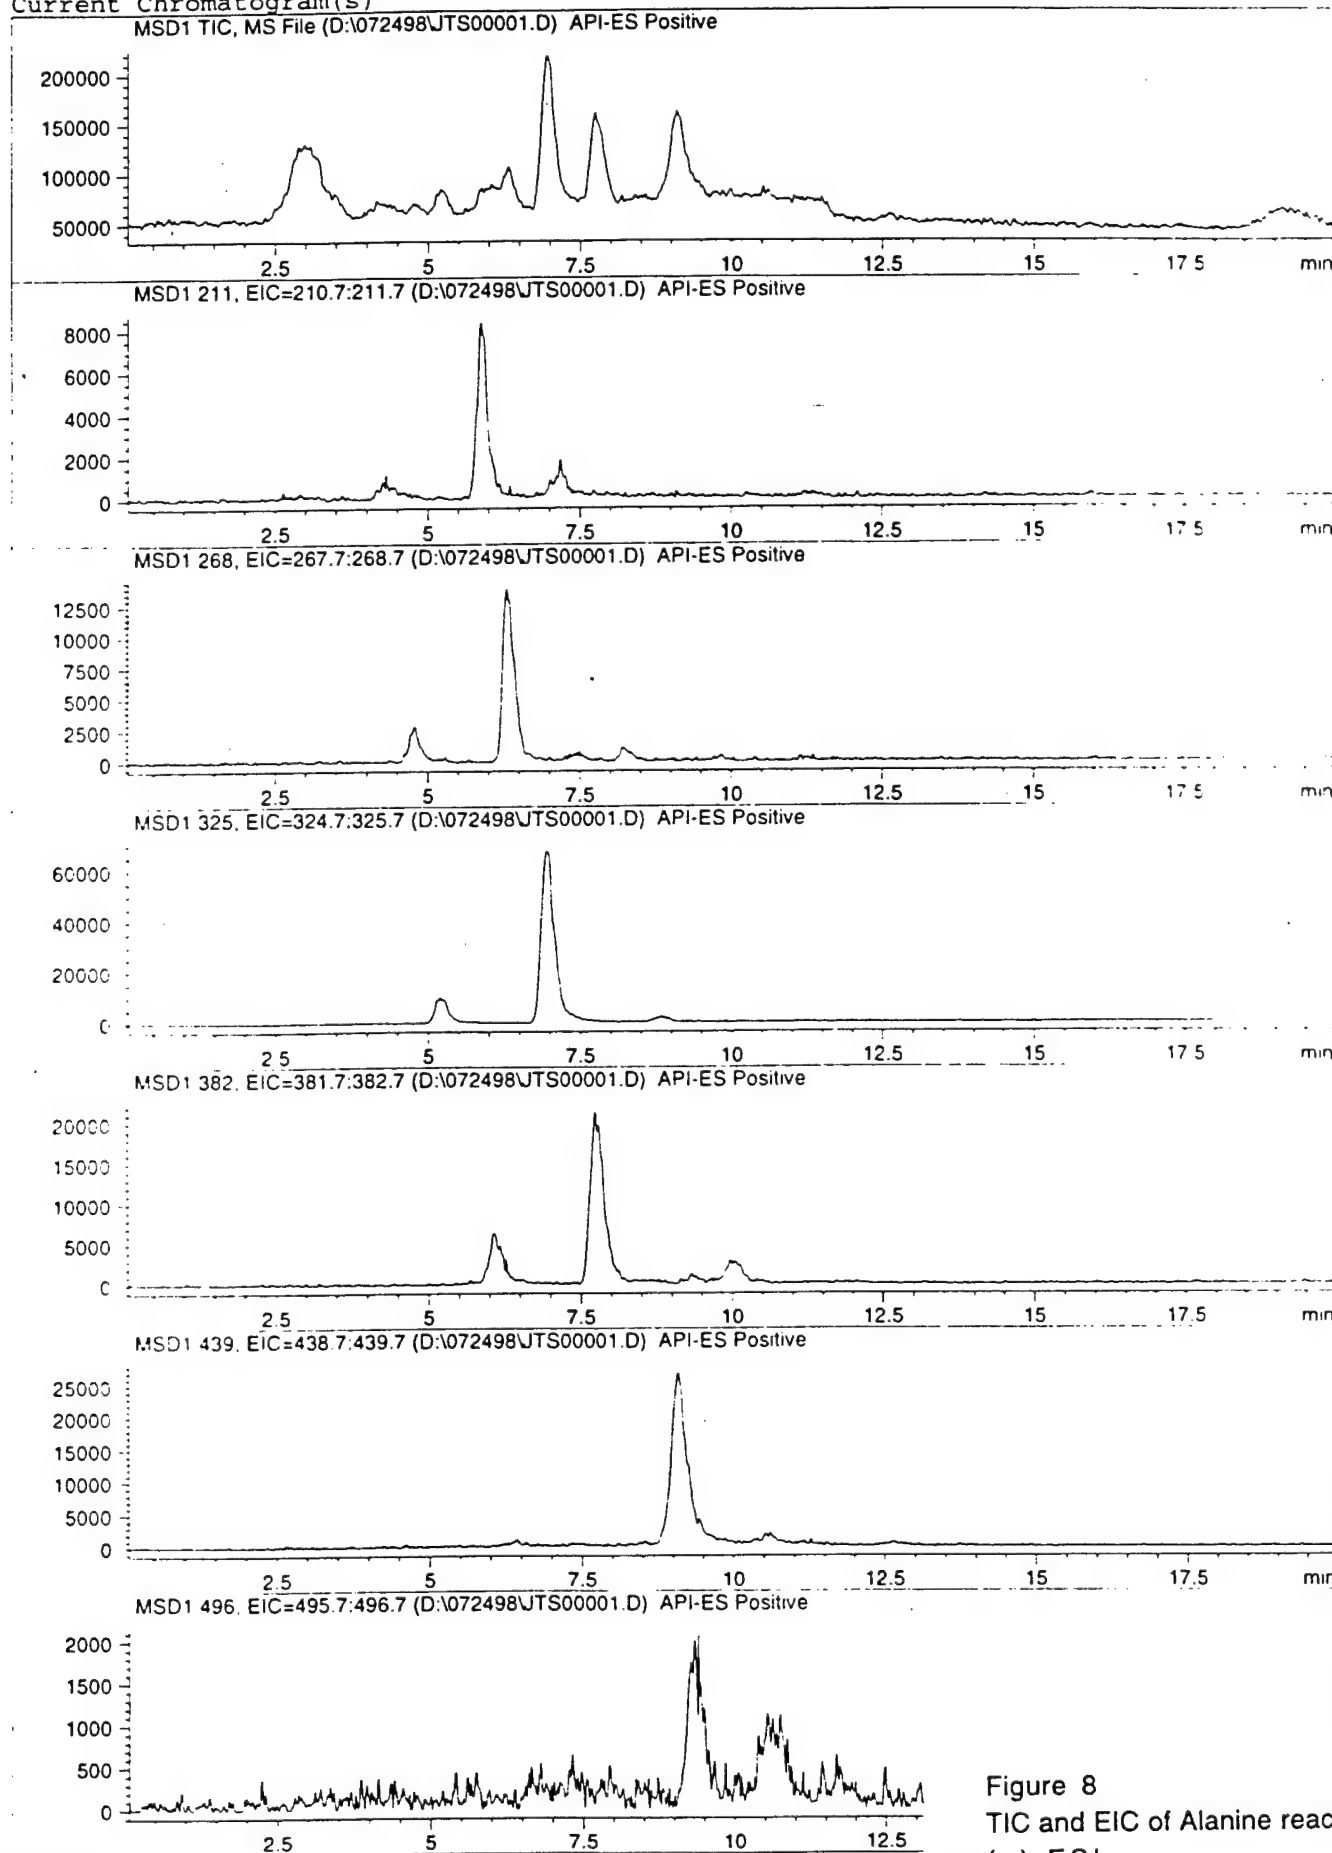 Current Chromatogram(s)
MSD1 TIC, MS File (D:\072498\JTS00001.D) API-ES Positive
200000
150000
100000
50000
2.5 5 7.5 10 12.5 15 17.5 min
MSD1 211, EIC=210.7:211.7 (D:\072498\JTS00001.D) API-ES Positive
8000
6000
4000
2000
0
2.5 5 7.5 10 12.5 15 17.5 min
MSD1 268, EIC=267.7:268.7 (D:\072498\JTS00001.D) API-ES Positive
12500
10000
7500
5000
2500
0
2.5 5 7.5 10 12.5 15 17.5 min
MSD1 325, EIC=324.7:325.7 (D:\072498\JTS00001.D) API-ES Positive
60000
40000
20000
0
2.5 5 7.5 10 12.5 15 17.5 min
MSD1 382, EIC=381.7:382.7 (D:\072498\JTS00001.D) API-ES Positive
20000
15000
10000
5000
0
2.5 5 7.5 10 12.5 15 17.5 min
MSD1 439, EIC=438.7:439.7 (D:\072498\JTS00001.D) API-ES Positive
25000
20000
15000
10000
5000
0
2.5 5 7.5 10 12.5 15 17.5 min
MSD1 496, EIC=495.7:496.7 (D:\072498\JTS00001.D) API-ES Positive
2000
1500
1000
500
0
2.5 5 7.5 10 12.5
Figure 8
TIC and EIC of Alanine reac